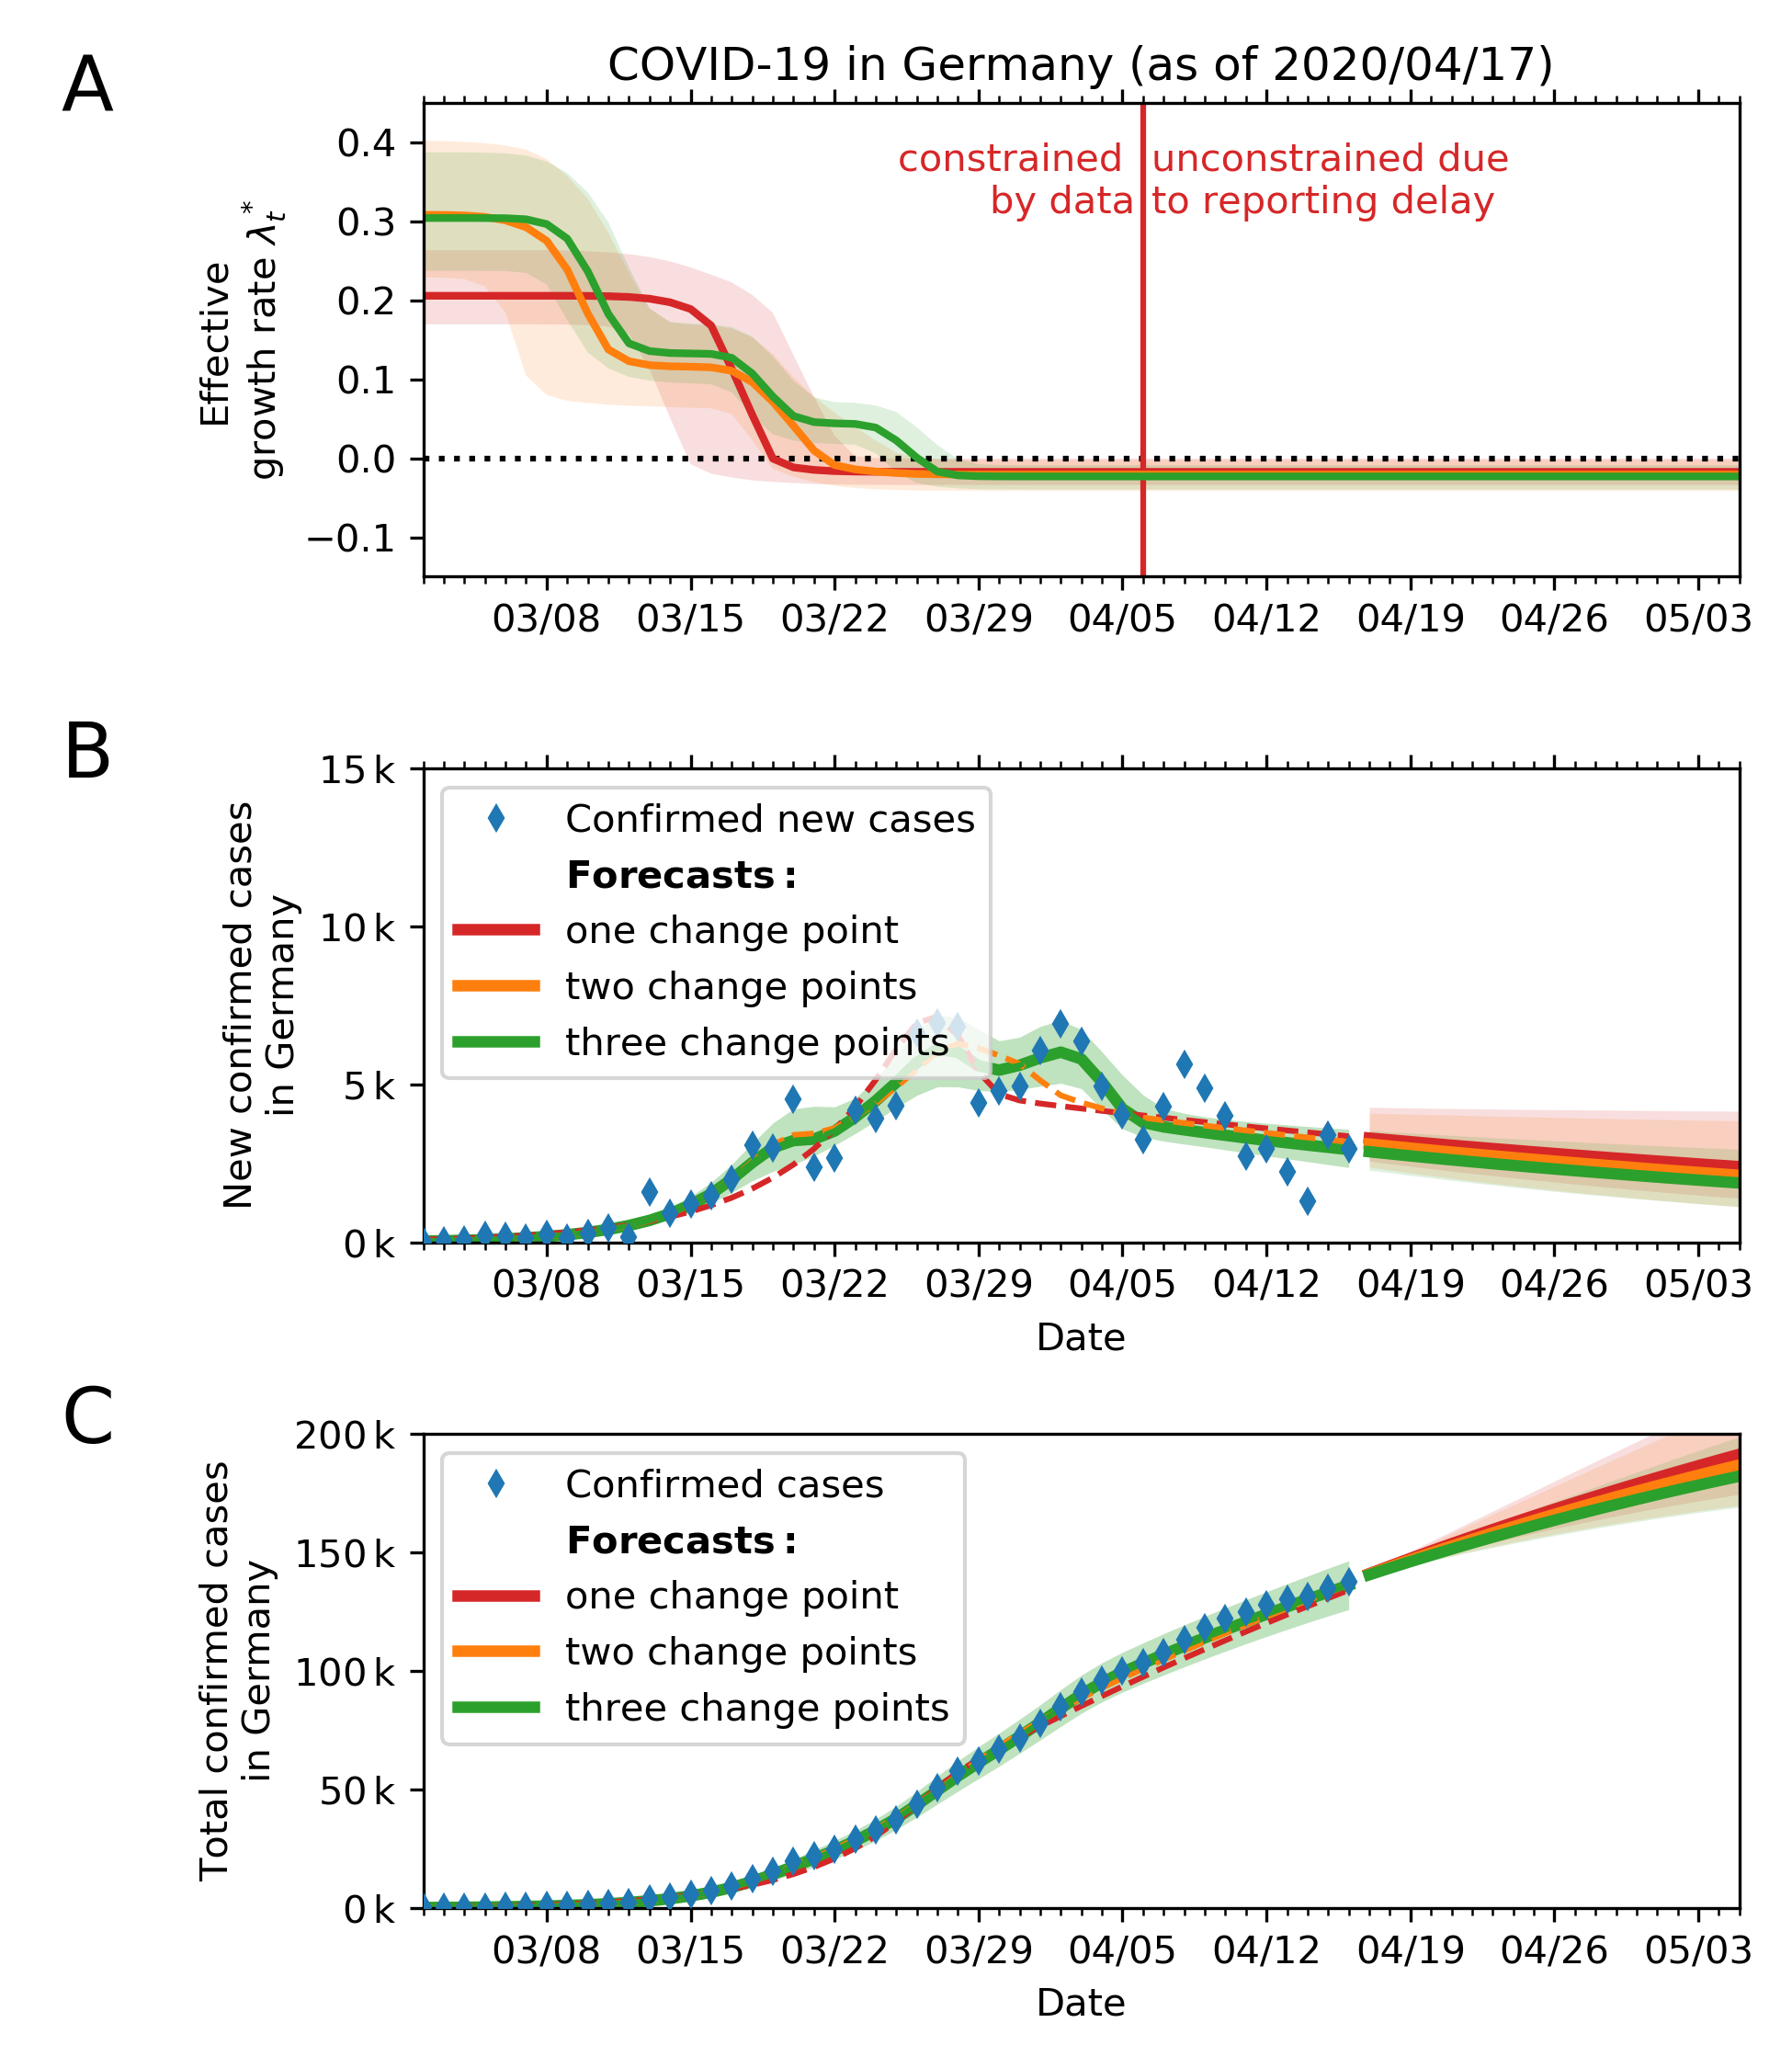 A
COVID-19 in Germany (as of 2020/04/17)
Effective
growth rate λ*t
0.4
0.3
0.2
0.1
0.0
−0.1
constrained
by data
unconstrained due
to reporting delay
03/08 03/15 03/22 03/29 04/05 04/12 04/19 04/26 05/03
B
New confirmed cases
in Germany
15 k
10 k
5 k
0 k
Confirmed new cases
Forecasts :
one change point
two change points
three change points
03/08 03/15 03/22 03/29 04/05 04/12 04/19 04/26 05/03
Date
C
Total confirmed cases
in Germany
200 k
150 k
100 k
50 k
0 k
Confirmed cases
Forecasts :
one change point
two change points
three change points
03/08 03/15 03/22 03/29 04/05 04/12 04/19 04/26 05/03
Date